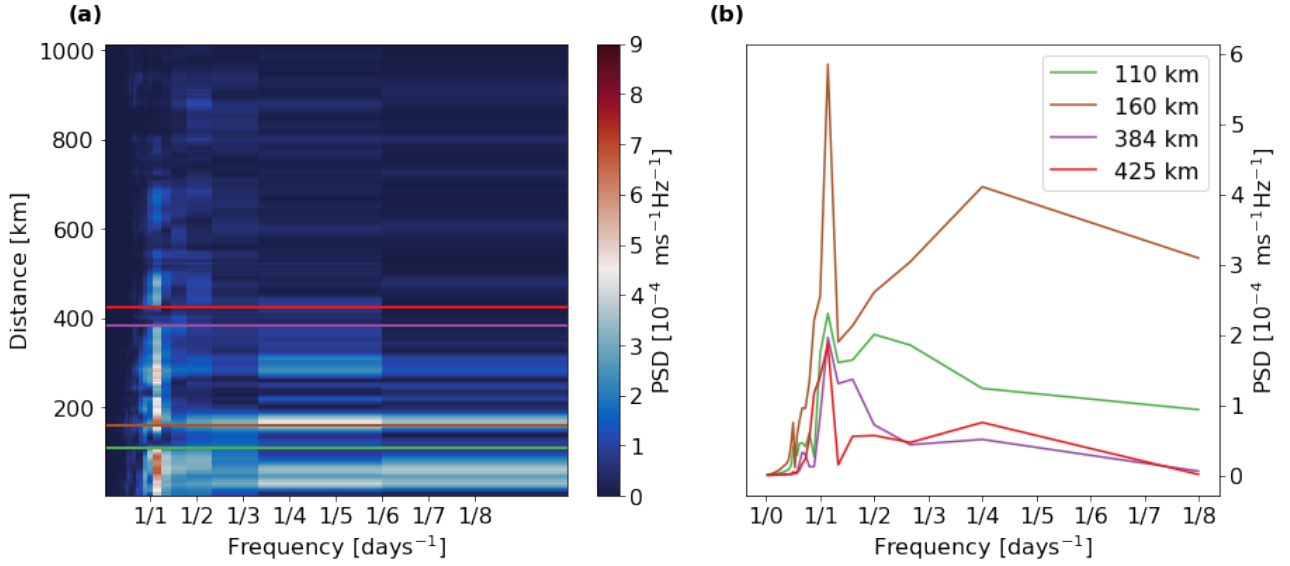 (a)
1000
800
600
400
200
Distance [km]
1/1 1/2 1/3 1/4 1/5 1/6 1/7 1/8
Frequency [days⁻¹]
9
8
7
6
5
4
3
2
1
0
PSD [10⁻⁴ ms⁻¹Hz⁻¹]
(b)
110 km
160 km
384 km
425 km
6
5
4
3
2
1
0
PSD [10⁻⁴ ms⁻¹Hz⁻¹]
1/0 1/1 1/2 1/3 1/4 1/5 1/6 1/7 1/8
Frequency [days⁻¹]